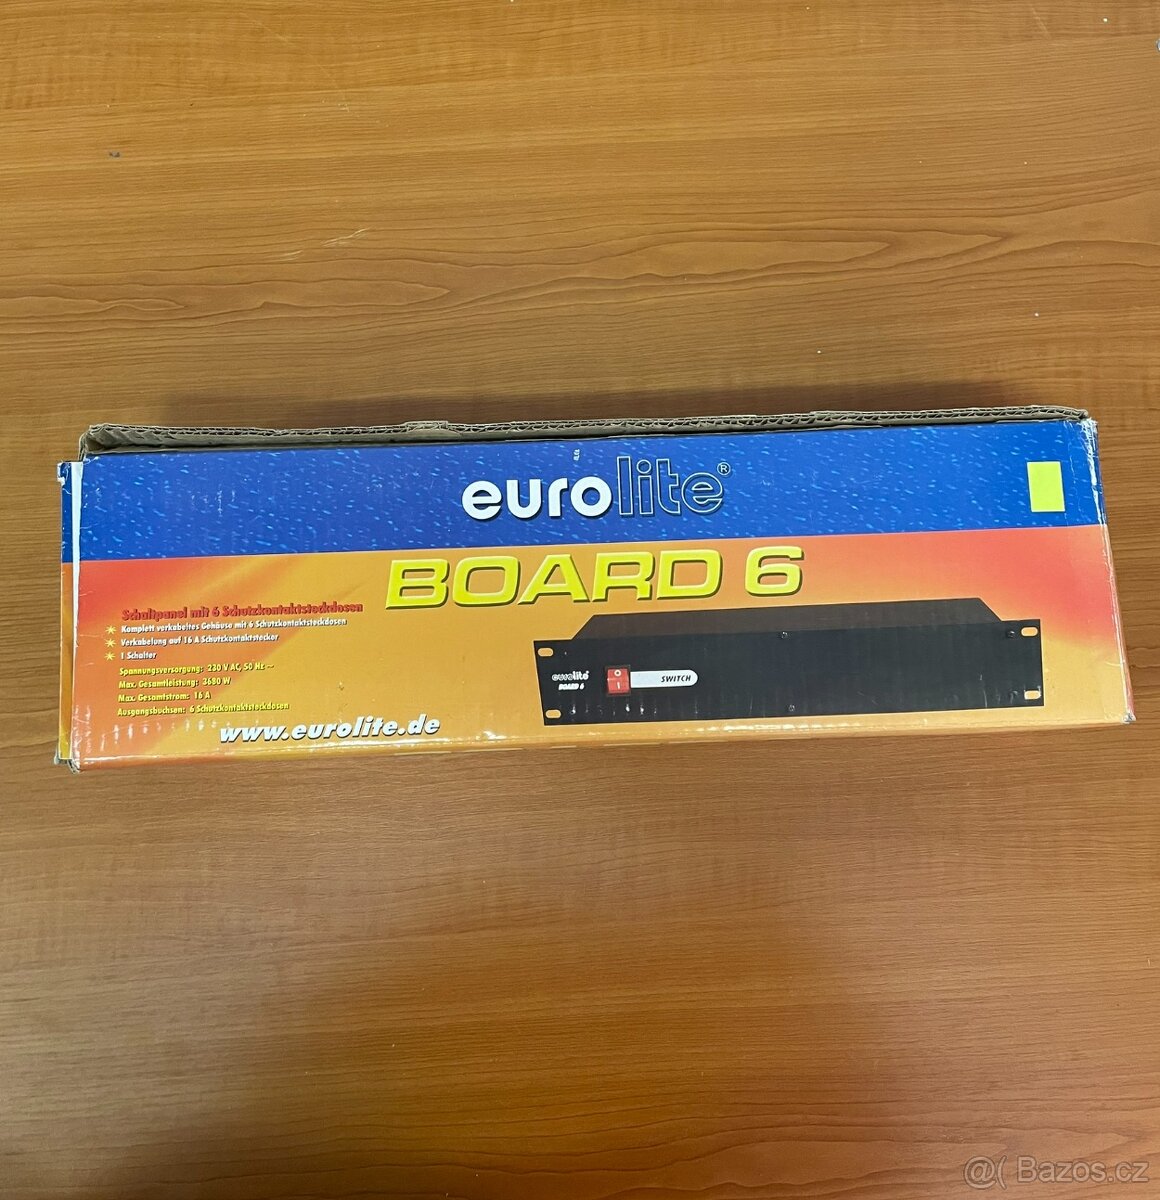 eurolite®
BOARD 6
Schaltpanel mit 6 Schutzkontaktsteckdosen
Komplett verkabeltes Gehäuse mit 6 Schutzkontaktsteckdosen
Verkabelung auf 16 A Schutzkontaktstecker
1 Schalter
Spannungsversorgung: 230 V AC, 50 Hz ~
Max. Gesamtleistung: 3680 W
Max. Gesamtstrom: 16 A
Ausgangsbuchsen: 6 Schutzkontaktsteckdosen
www.eurolite.de
eurolite®
BOARD 6
O
I
SWITCH
@( Bazos.cz